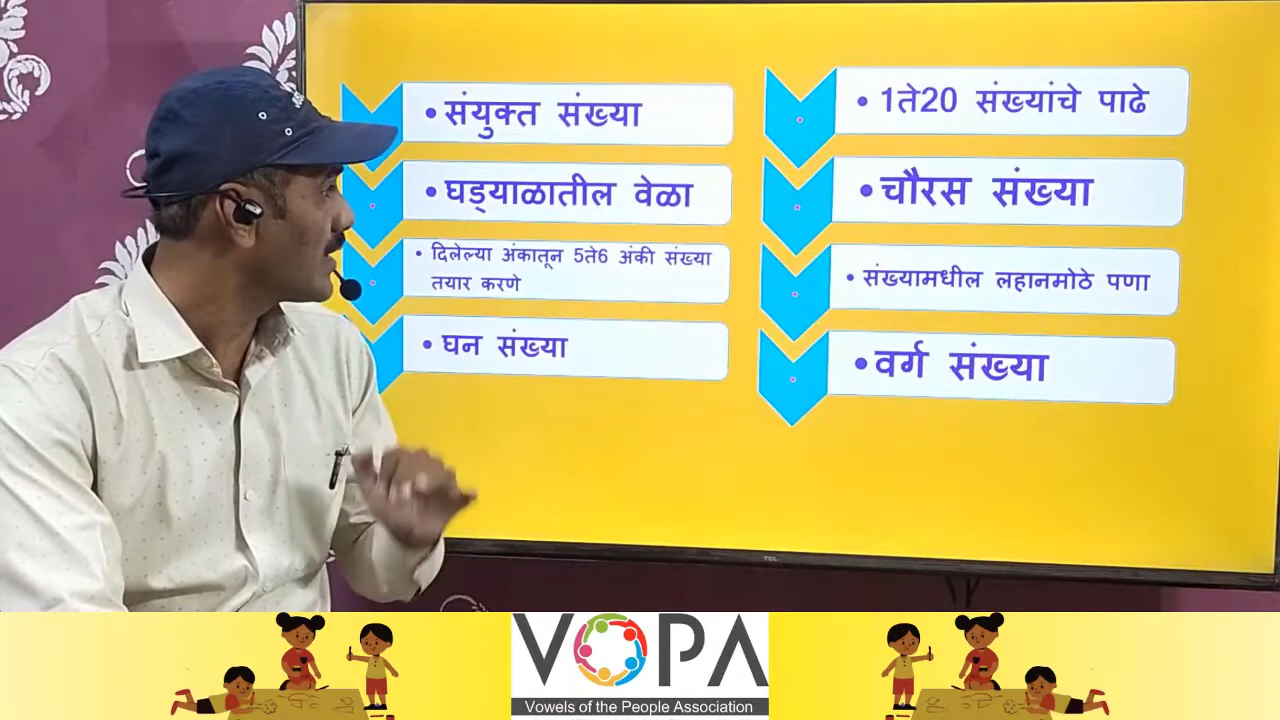 • संयुक्त संख्या
• घड्याळातील वेळा
• दिलेल्या अंकातून 5ते6 अंकी संख्या
तयार करणे
• घन संख्या
• 1ते20 संख्यांचे पाढे
• चौरस संख्या
• संख्यामधील लहानमोठे पणा
• वर्ग संख्या
TCL
VOPA
Vowels of the People Association